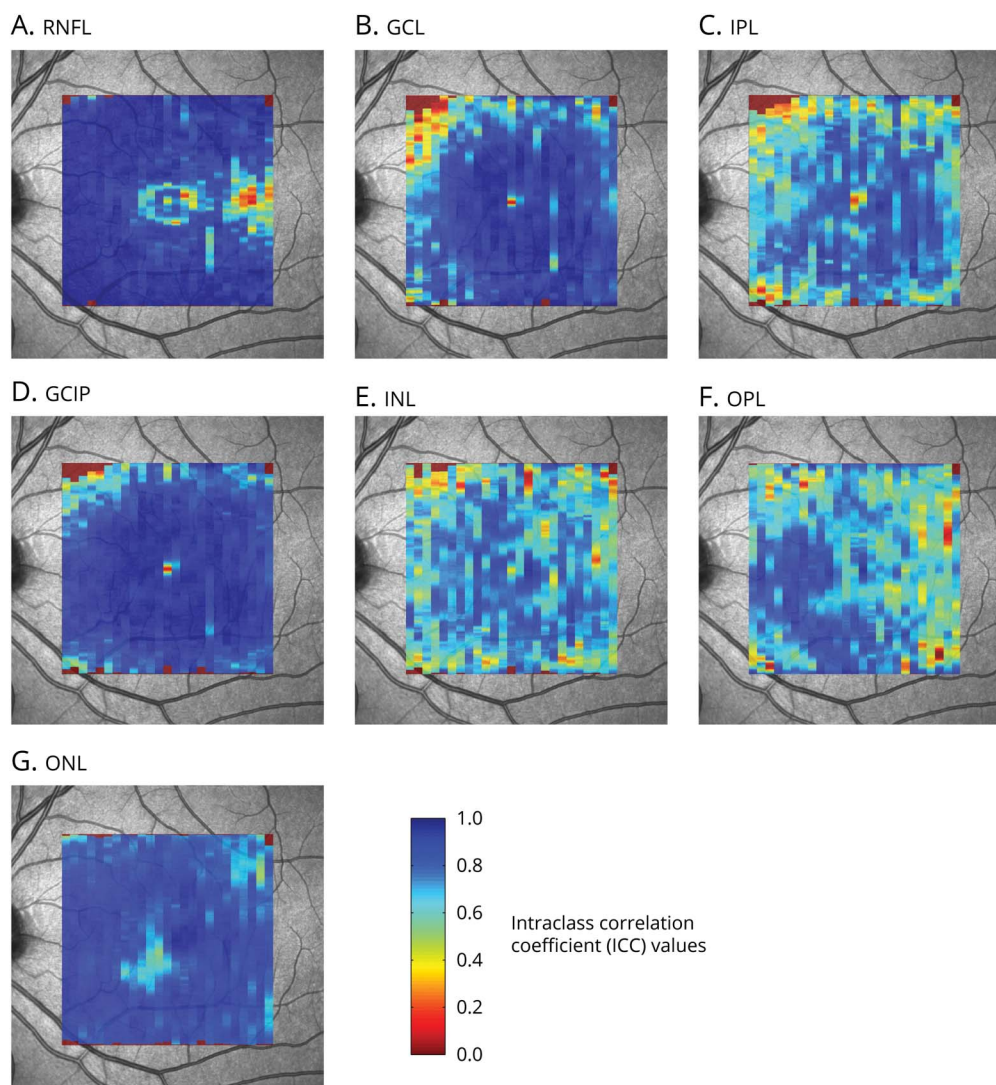 A. RNFL
B. GCL
C. IPL
D. GCIP
E. INL
F. OPL
G. ONL
1.0
0.8
0.6
0.4
0.2
0.0
Intraclass correlation
coefficient (ICC) values